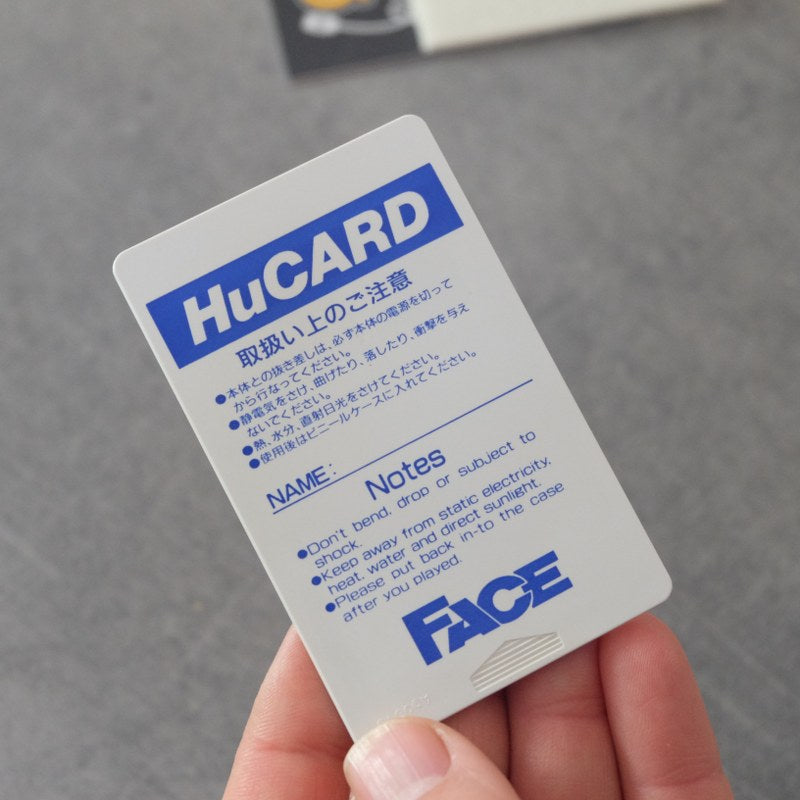 HuCARD
取扱い上のご注意
●本体との抜き差しは、必ず本体の電源を切って
から行なってください。
●静電気をさけ、曲げたり、落したり、衝撃を与え
ないでください。
●熱、水分、直射日光をさけてください。
●使用後はビニールケースに入れてください。
NAME:
Notes
●Don't bend, drop or subject to
shock.
●Keep away from static electricity,
heat, water and direct sunlight.
●Please put back in-to the case
after you played.
FACE